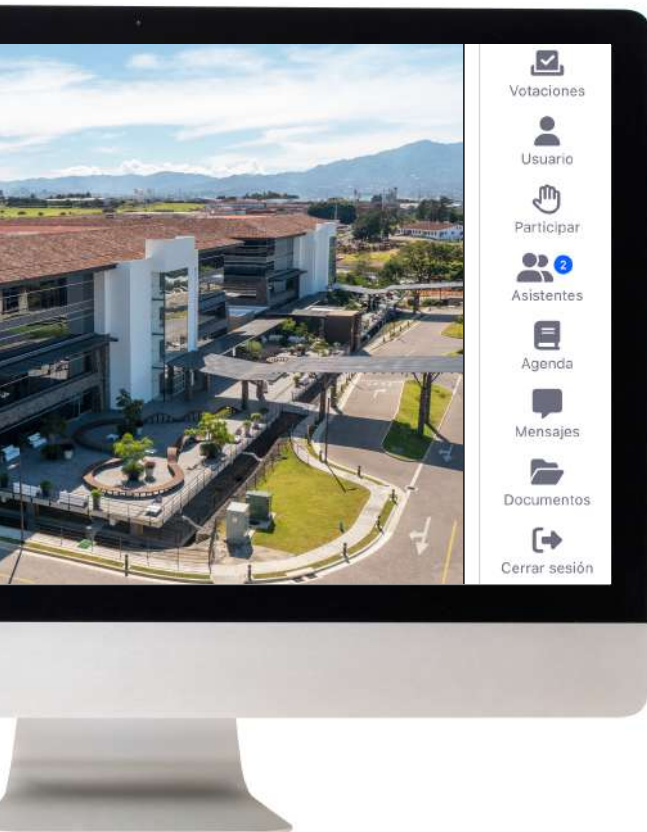 Votaciones
Usuario
Participar
2
Asistentes
Agenda
Mensajes
Documentos
Cerrar sesión